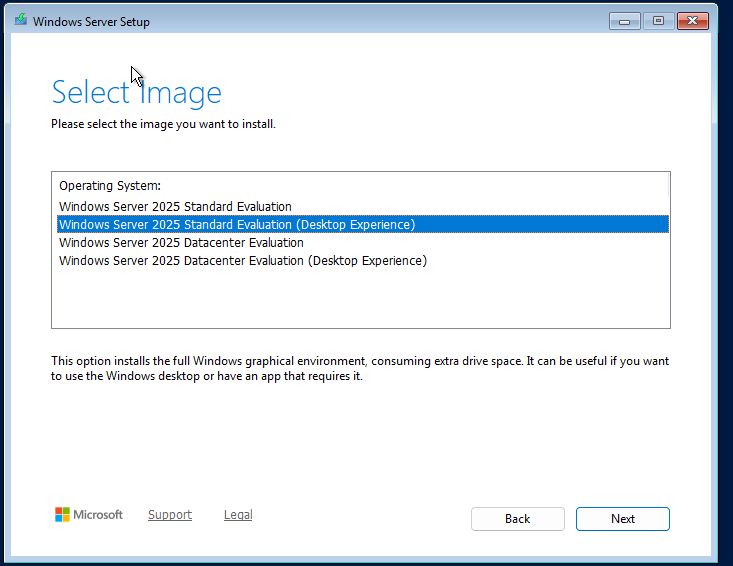 Windows Server Setup
Select Image
Please select the image you want to install.
Operating System:
Windows Server 2025 Standard Evaluation
Windows Server 2025 Standard Evaluation (Desktop Experience)
Windows Server 2025 Datacenter Evaluation
Windows Server 2025 Datacenter Evaluation (Desktop Experience)
This option installs the full Windows graphical environment, consuming extra drive space. It can be useful if you want
to use the Windows desktop or have an app that requires it.
Microsoft Support Legal Back Next